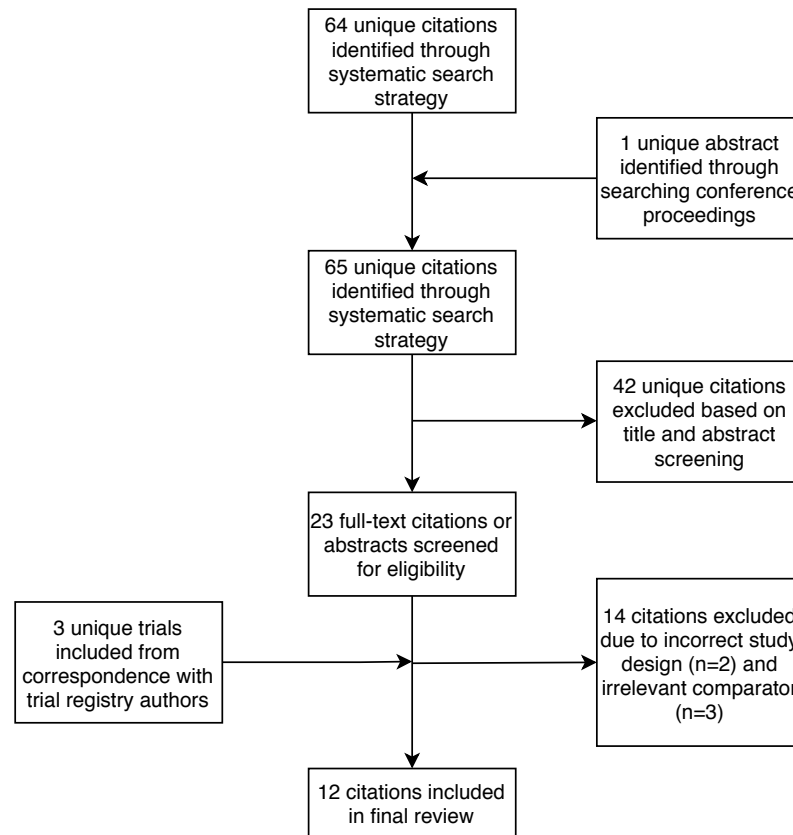 64 unique citations
identified through
systematic search
strategy
1 unique abstract
identified through
searching conference
proceedings
65 unique citations
identified through
systematic search
strategy
42 unique citations
excluded based on
title and abstract
screening
23 full-text citations or
abstracts screened
for eligibility
3 unique trials
included from
correspondence with
trial registry authors
14 citations excluded
due to incorrect study
design (n=2) and
irrelevant comparator
(n=3)
12 citations included
in final review